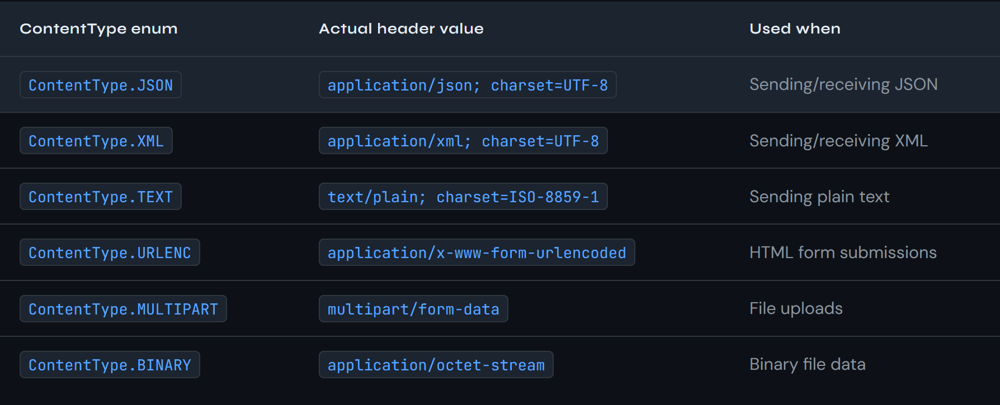 ContentType enum Actual header value Used when
ContentType.JSON application/json; charset=UTF-8 Sending/receiving JSON
ContentType.XML application/xml; charset=UTF-8 Sending/receiving XML
ContentType.TEXT text/plain; charset=ISO-8859-1 Sending plain text
ContentType.URLENC application/x-www-form-urlencoded HTML form submissions
ContentType.MULTIPART multipart/form-data File uploads
ContentType.BINARY application/octet-stream Binary file data